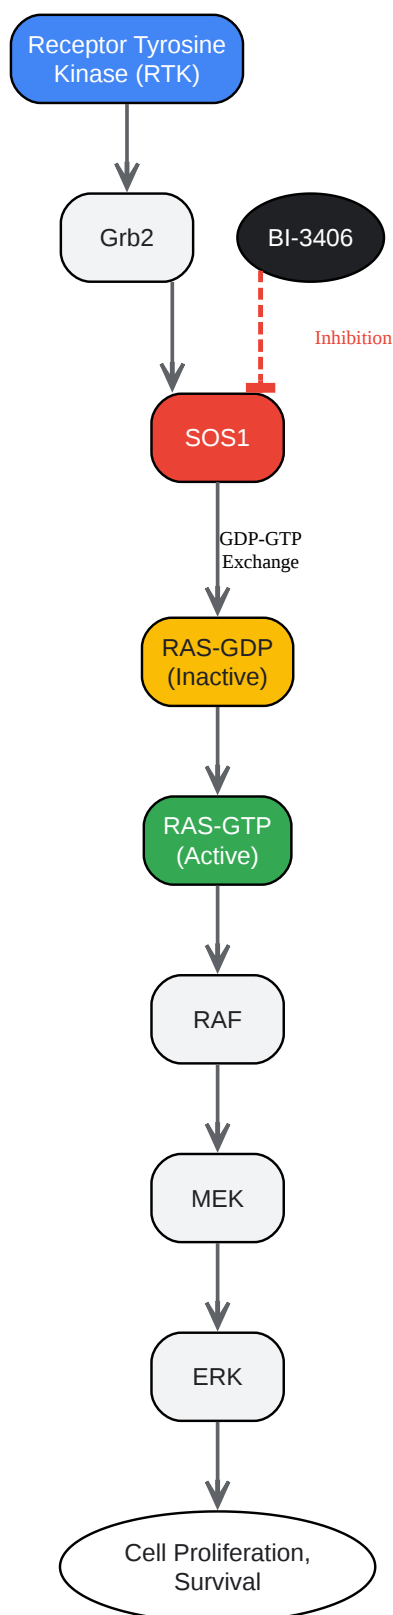 Receptor Tyrosine
Kinase (RTK)
Grb2
BI-3406
Inhibition
SOS1
GDP-GTP
Exchange
RAS-GDP
(Inactive)
RAS-GTP
(Active)
RAF
MEK
ERK
Cell Proliferation,
Survival